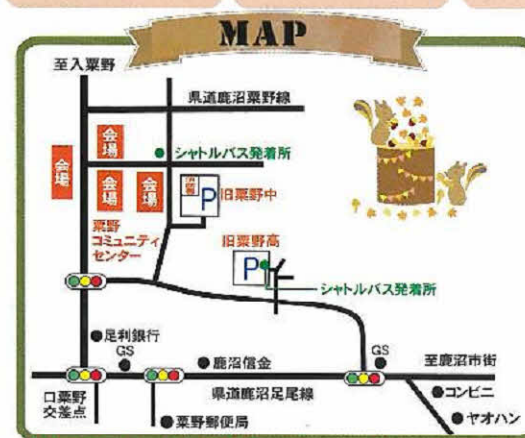 MAP
至入粟野
県道鹿沼粟野線
会場
会場
シャトルバス発着所
会場
会場
P
旧粟野中
粟野
コミュニティ
センター
旧粟野高
P
シャトルバス発着所
足利銀行
GS
鹿沼信金
GS
至鹿沼市街
口粟野
交差点
県道鹿沼足尾線
コンビニ
粟野郵便局
ヤオハン